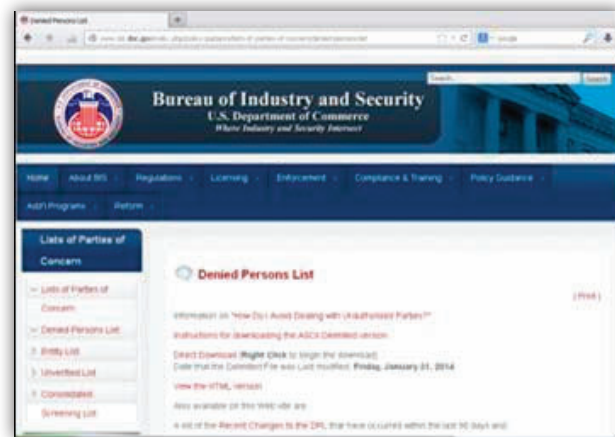 Denied Persons List
Search...
Search
Bureau of Industry and Security
U.S. Department of Commerce
Where Industry and Security Intersect
Home About BIS Regulations Licensing Enforcement Compliance & Training Policy Guidance
Add'l Programs Reform
Lists of Parties of
Concern
Denied Persons List
[ Print ]
Lists of Parties of
Concern
Information on "How Do I Avoid Dealing with Unauthorized Parties?"
Denied Persons List
Instructions for downloading the ASCII Delimited version
Entity List
Direct Download (Right Click to begin the download)
Date that the Delimited File was Last modified: Friday, January 31, 2014
Unverified List
View the HTML version
Consolidated
Screening List
Also available on this Web site are
A list of the Recent Changes to the DPL that have occurred within the last 90 days and